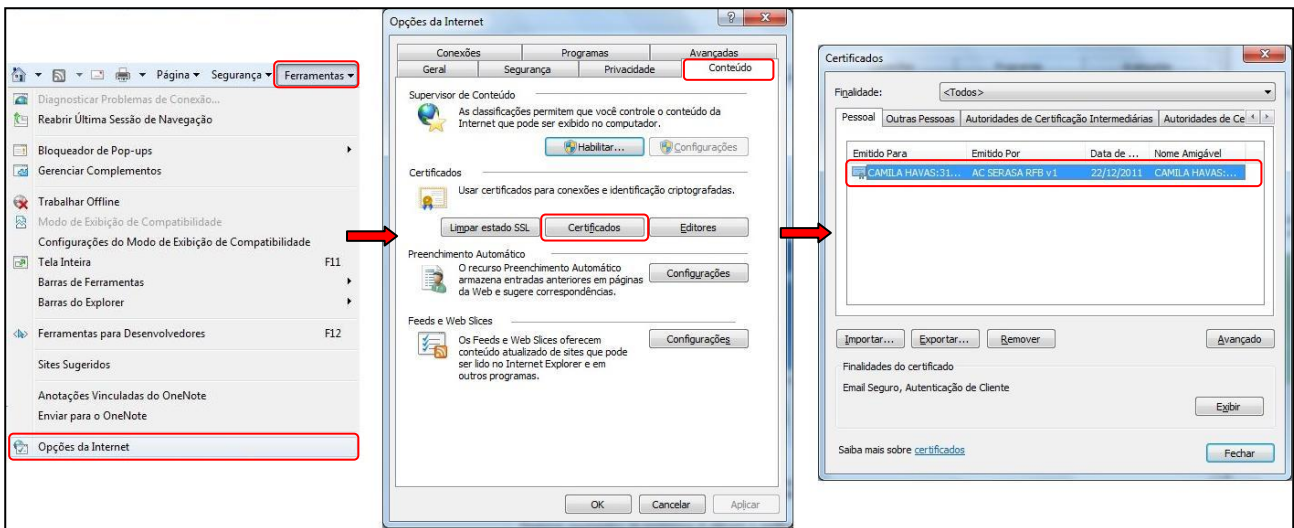 Página Segurança Ferramentas
Diagnosticar Problemas de Conexão...
Reabrir Última Sessão de Navegação
Bloqueador de Pop-ups
Gerenciar Complementos
Trabalhar Offline
Modo de Exibição de Compatibilidade
Configurações do Modo de Exibição de Compatibilidade
Tela Inteira F11
Barras de Ferramentas
Barras do Explorer
Ferramentas para Desenvolvedores F12
Sites Sugeridos
Anotações Vinculadas do OneNote
Enviar para o OneNote
Opções da Internet
Opções da Internet
Conexões Programas Avançadas
Geral Segurança Privacidade Conteúdo
Supervisor de Conteúdo
As classificações permitem que você controle o conteúdo da
Internet que pode ser exibido no computador.
Habilitar... Configurações
Certificados
Usar certificados para conexões e identificação criptografadas.
Limpar estado SSL Certificados Editores
Preenchimento Automático
O recurso Preenchimento Automático
armazena entradas anteriores em páginas
da Web e sugere correspondências.
Configurações
Feeds e Web Slices
Os Feeds e Web Slices oferecem
conteúdo atualizado de sites que pode
ser lido no Internet Explorer e em
outros programas.
Configurações
OK Cancelar Aplicar
Certificados
Finalidade: <Todos>
Pessoal Outras Pessoas Autoridades de Certificação Intermediárias Autoridades de Ce
Emitido Para Emitido Por Data de ... Nome Amigável
CAMILA HAVAS:31... AC SERASA RFB v1 22/12/2011 CAMILA HAVAS:...
Importar... Exportar... Remover Avançado
Finalidades do certificado
Email Seguro, Autenticação de Cliente
Exibir
Saiba mais sobre certificados
Fechar